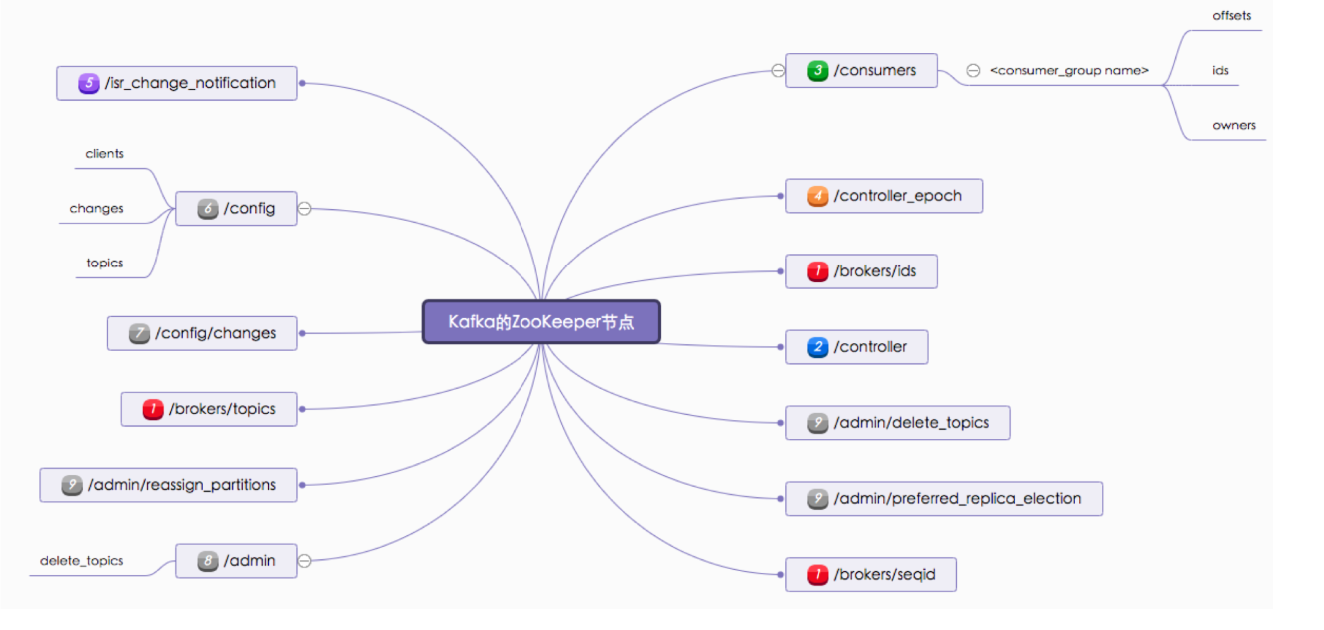 Kafka的ZooKeeper节点
3 /consumers
<consumer_group name>
offsets
ids
owners
4 /controller_epoch
1 /brokers/ids
2 /controller
9 /admin/delete_topics
9 /admin/preferred_replica_election
1 /brokers/seqid
5 /isr_change_notification
6 /config
clients
changes
topics
7 /config/changes
1 /brokers/topics
9 /admin/reassign_partitions
8 /admin
delete_topics